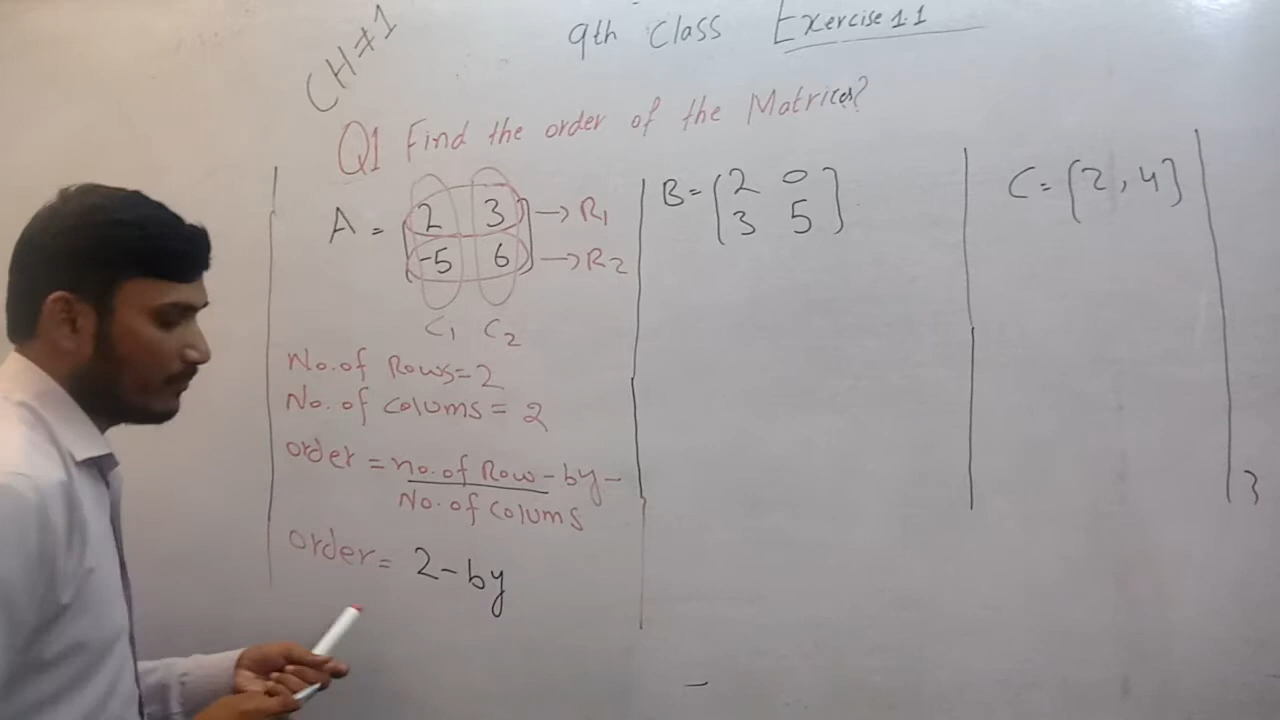 CH#1
9th Class Exercise 1.1
Q1 Find the order of the Matrices?
A = [2 3] → R1
[-5 6] → R2
C1 C2
No. of Rows = 2
No. of Colums = 2
order = no. of Row - by -
No. of Colums
order = 2 - by
B = [2 0]
[3 5]
C = [2, 4]
3